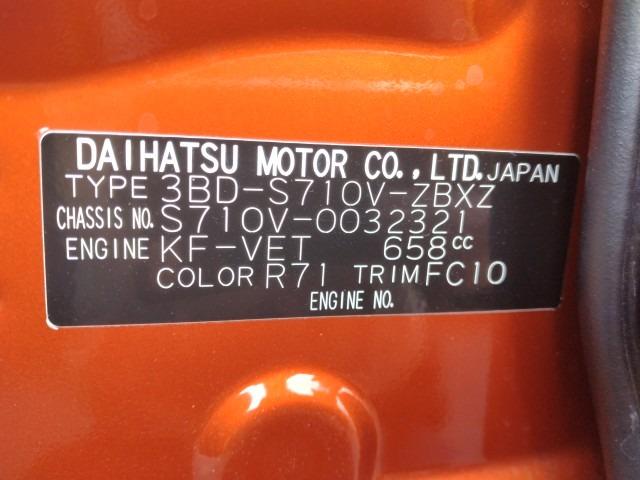 DAIHATSU MOTOR CO., LTD. JAPAN
TYPE 3BD-S710V-ZBXZ
CHASSIS NO. S710V-0032321
ENGINE KF-VET 658cc
COLOR R71 TRIM FC10
ENGINE NO.